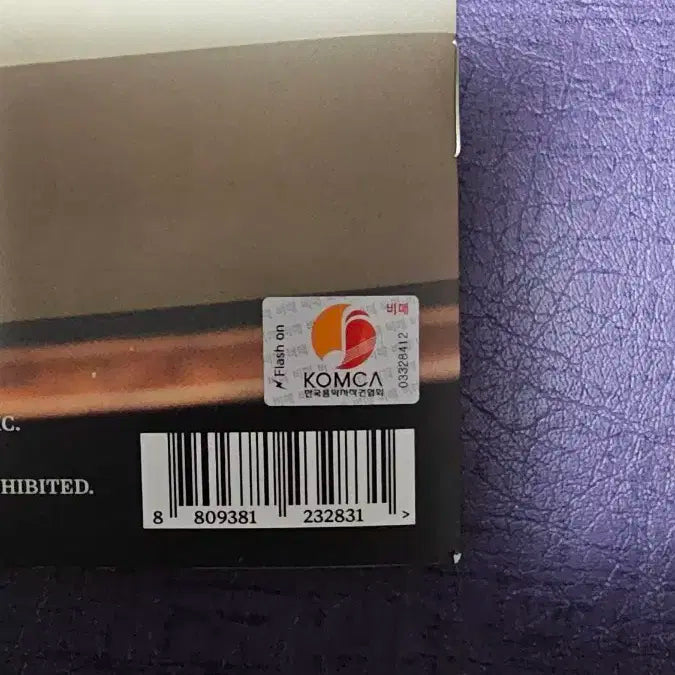 비매
Flash on
03328412
KOMCA
한국음악저작권협회
C.
HIBITED.
8 809381 232831 >